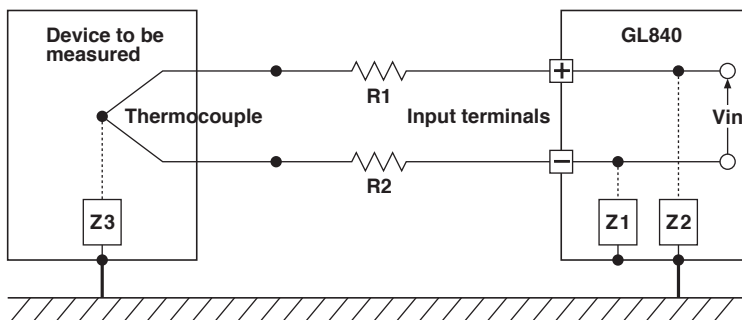 Device to be
measured
GL840
+
R1
Thermocouple
Input terminals
Vin
−
R2
Z3
Z1
Z2